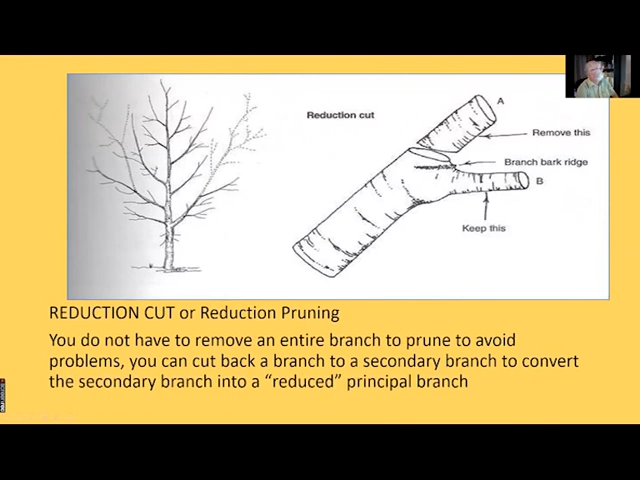 Reduction cut
A
Remove this
Branch bark ridge
B
Keep this
REDUCTION CUT or Reduction Pruning
You do not have to remove an entire branch to prune to avoid
problems, you can cut back a branch to a secondary branch to convert
the secondary branch into a “reduced” principal branch